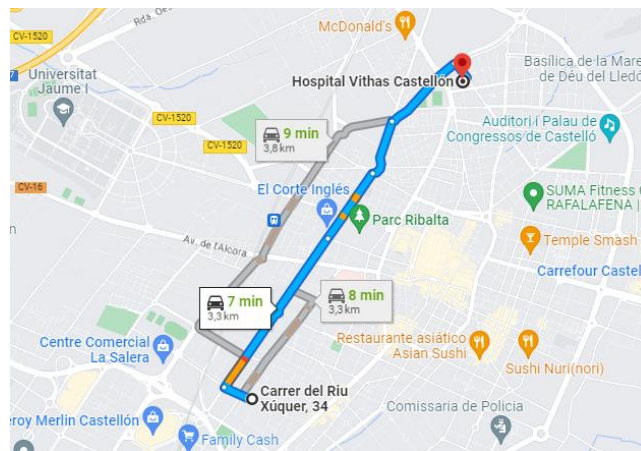 Rda. Oes
CV-1520
McDonald's
Hospital Vithas Castellón
Basílica de la Mare
de Déu del Lledó
Universitat
Jaume I
CV-1520
9 min
3,8 km
CV-1520
Auditori i Palau de
Congressos de Castelló
CV-16
El Corte Inglés
Parc Ribalta
SUMA Fitness C
RAFALAFENA |
Av. de l'Alcora
Temple Smash
Carrefour Castel
7 min
3,3 km
8 min
3,3 km
Centre Comercial
La Salera
Restaurante asiático
Asian Sushi
Sushi Nuri(nori)
Carrer del Riu
Xúquer, 34
eroy Merlin Castellón
Comissaria de Policia
Family Cash